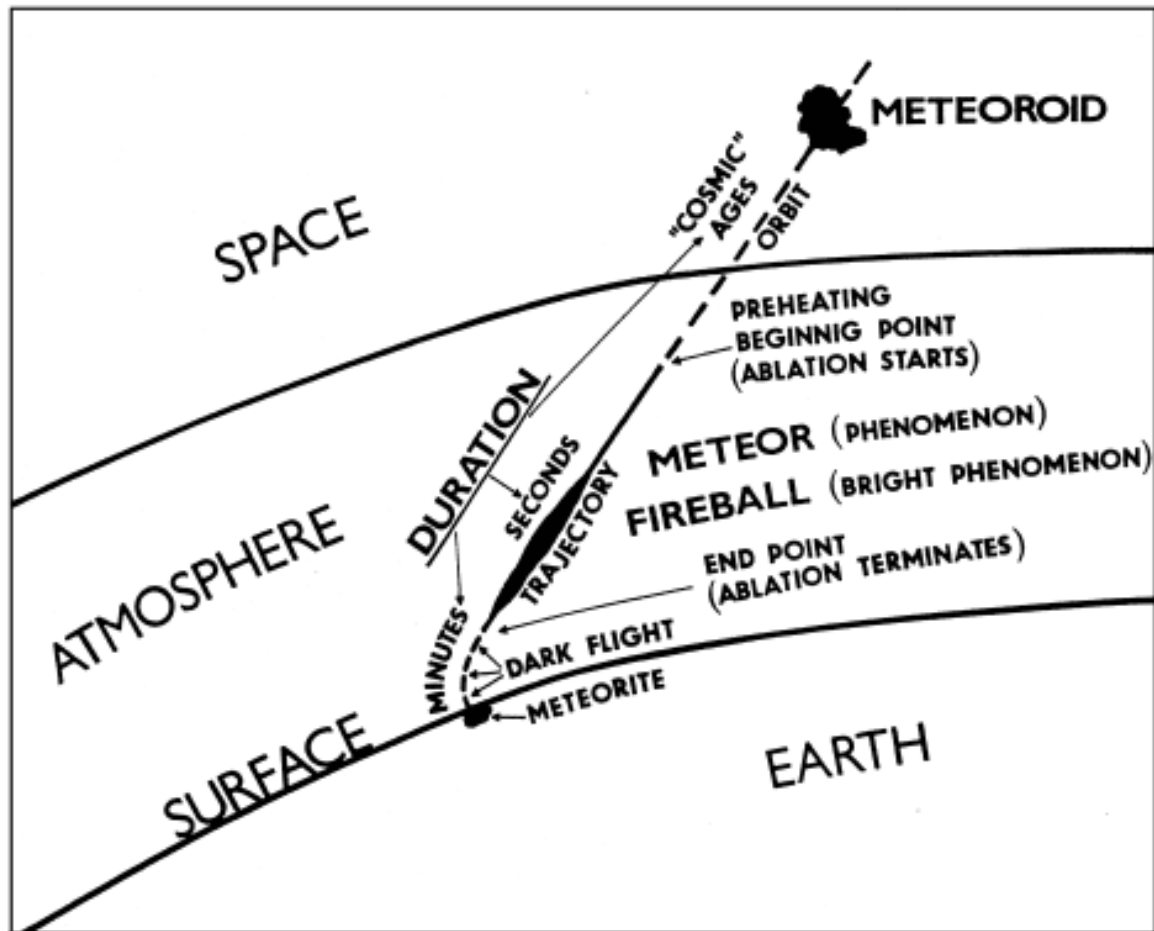 METEOROID
"COSMIC"
AGES
ORBIT
SPACE
PREHEATING
BEGINNIG POINT
(ABLATION STARTS)
DURATION
SECONDS
TRAJECTORY
METEOR (PHENOMENON)
FIREBALL (BRIGHT PHENOMENON)
ATMOSPHERE
END POINT
(ABLATION TERMINATES)
MINUTES
DARK FLIGHT
METEORITE
SURFACE
EARTH